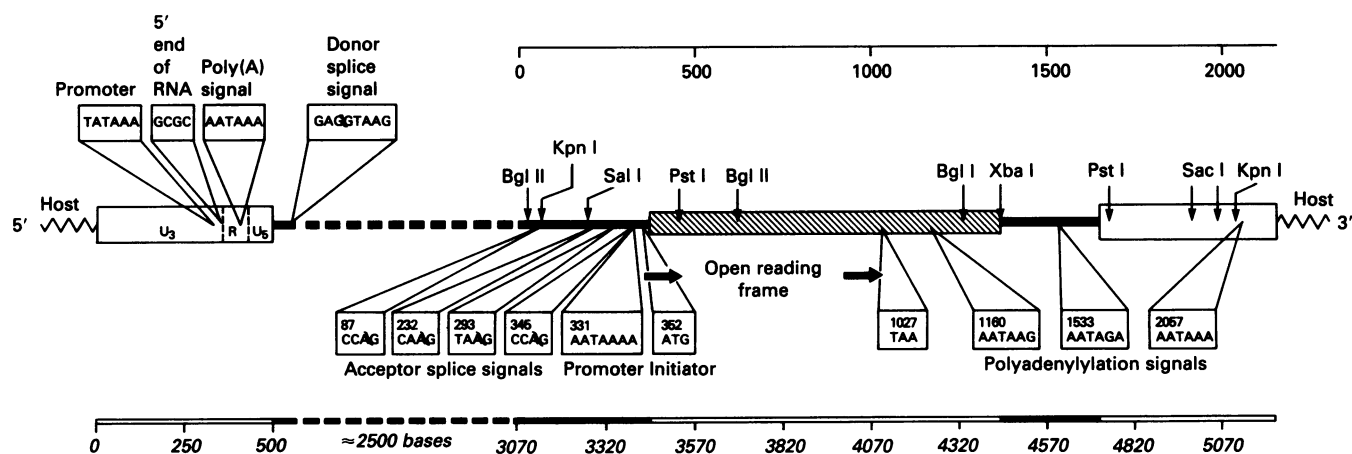 5′
end
of
RNA
Promoter
Poly(A)
signal
Donor
splice
signal
TATAAA
GCGC
AATAAA
GAGGTAAG
0 500 1000 1500 2000
Kpn I
Bgl II
Sal I
Pst I
Bgl II
Bgl I
Xba I
Pst I
Sac I
Kpn I
5′
Host
U3
R
U5
Host
3′
Open reading
frame
87
CCAG
232
CAAG
293
TAAG
346
CCAG
331
AATAAAA
352
ATG
1027
TAA
1160
AATAAG
1533
AATAGA
2057
AATAAA
Acceptor splice signals
Promoter Initiator
Polyadenylylation signals
≈2500 bases
0 250 500 3070 3320 3570 3820 4070 4320 4570 4820 5070